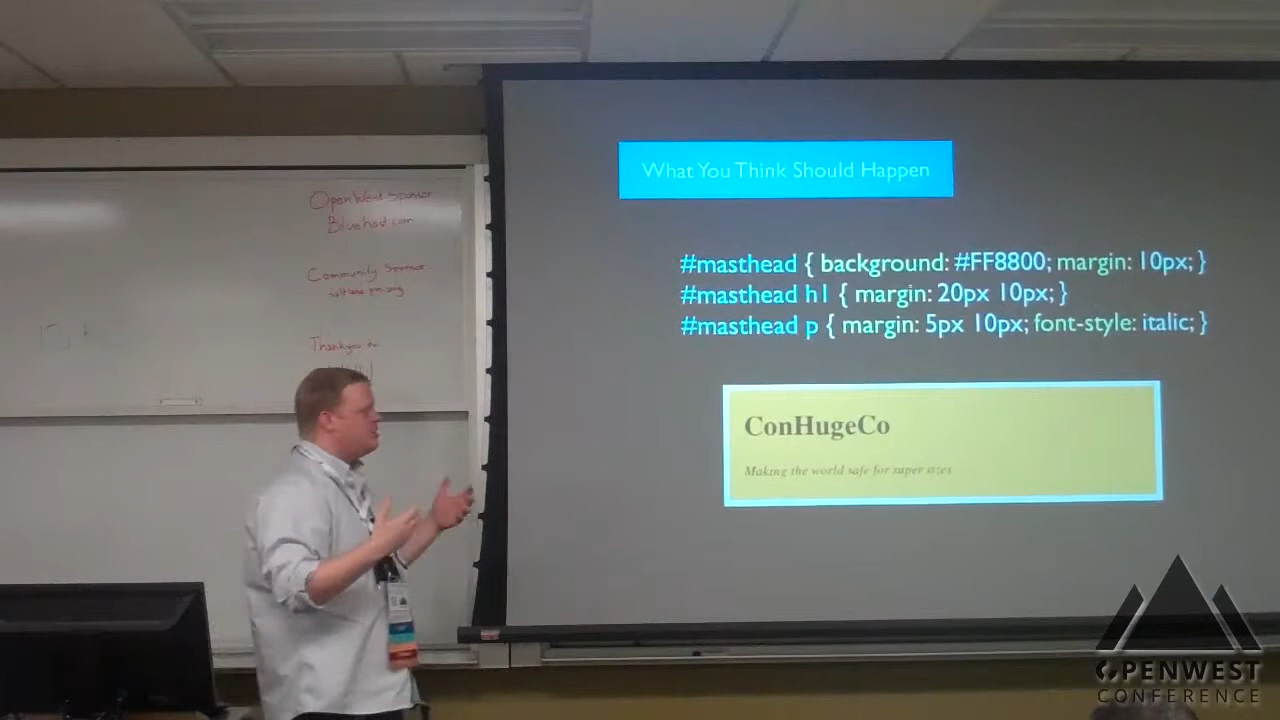 OpenWest Sponsor
Bluehost.com
Community Sponsor
Thankyou to
What You Think Should Happen
#masthead { background: #FF8800; margin: 10px; }
#masthead h1 { margin: 20px 10px; }
#masthead p { margin: 5px 10px; font-style: italic; }
ConHugeCo
Making the world safe for super sizes
OPENWEST
CONFERENCE